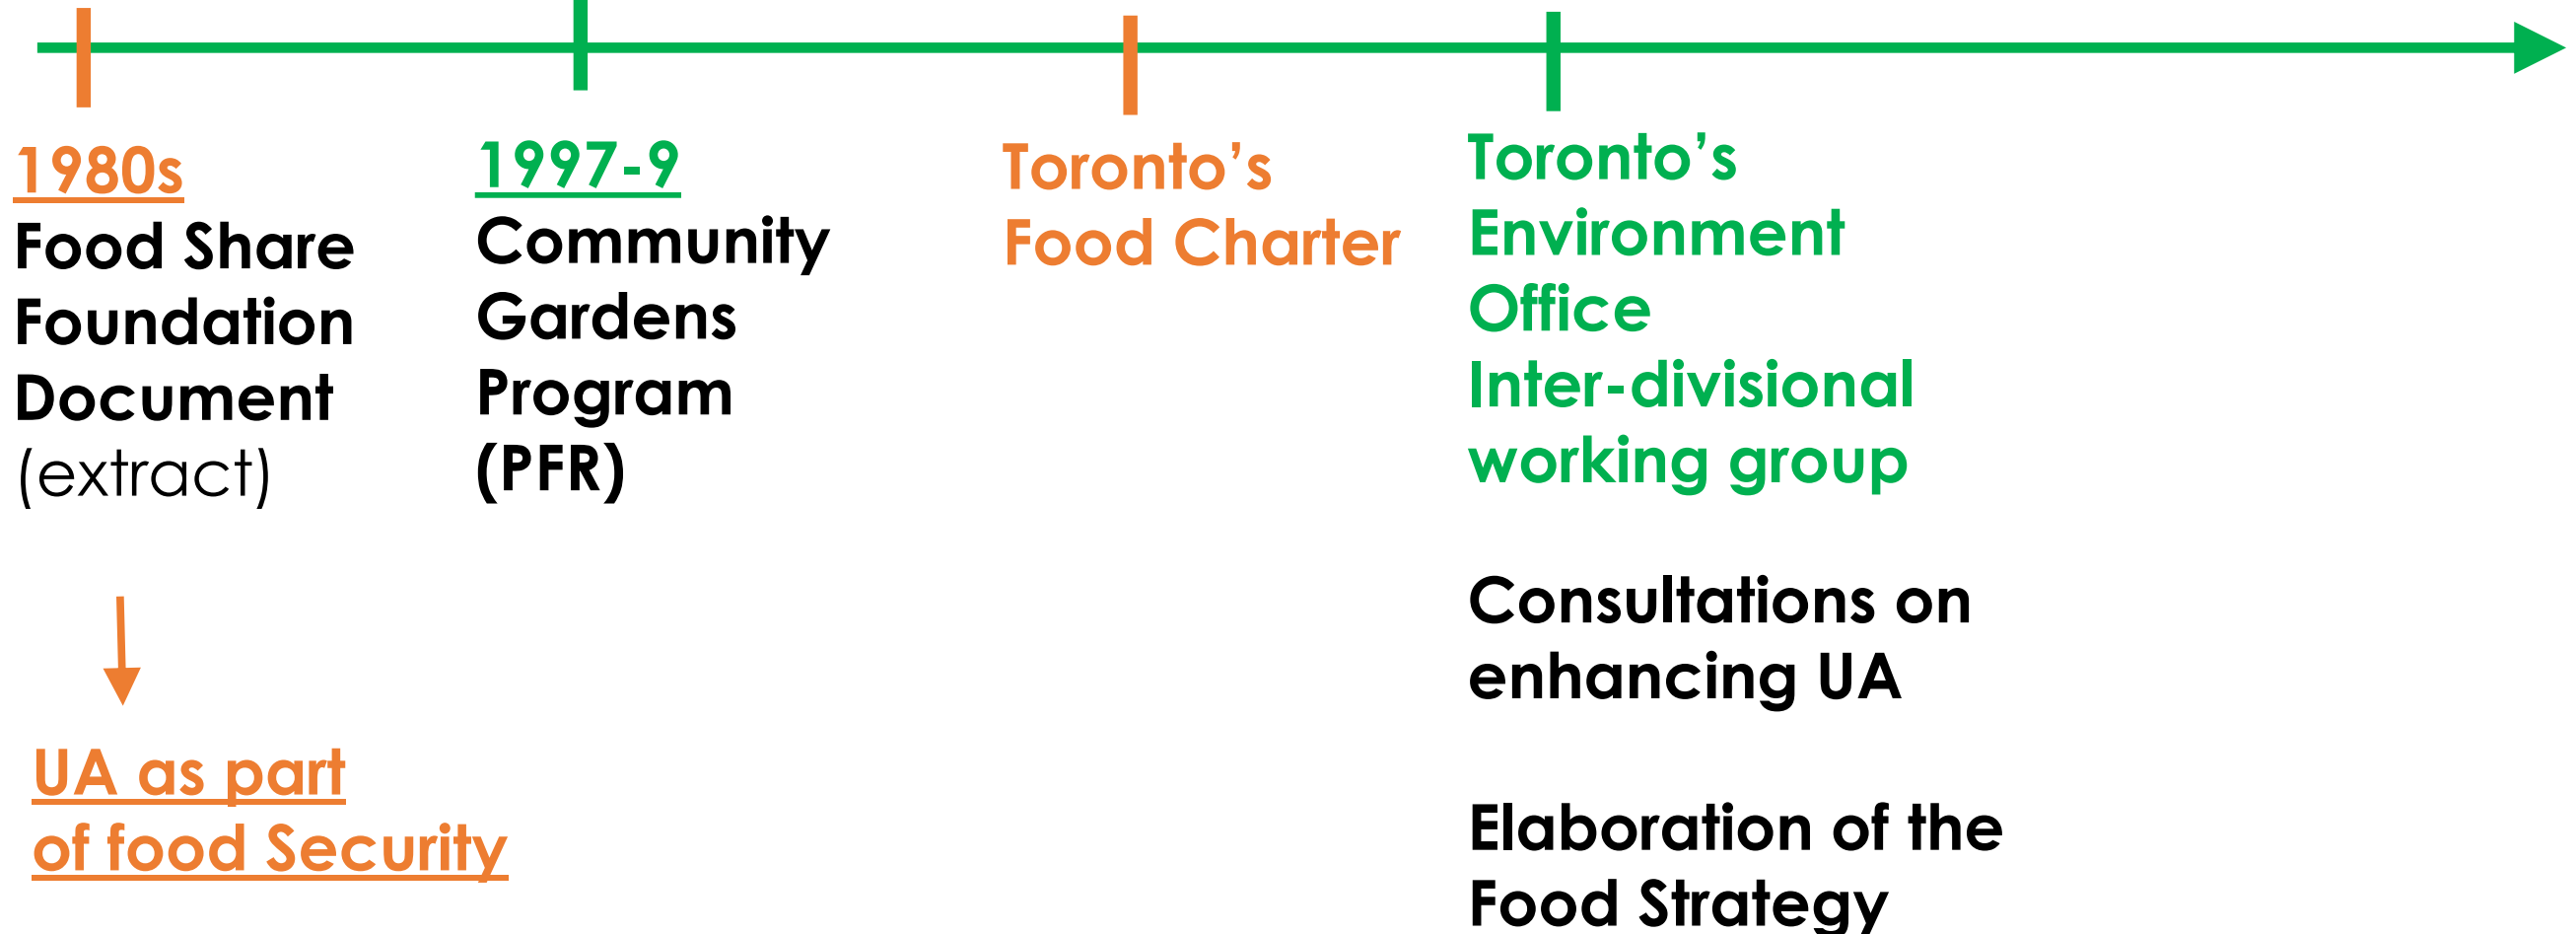 1980s
Food Share
Foundation
Document
(extract)
UA as part
of food Security
1997-9
Community
Gardens
Program
(PFR)
Toronto’s
Food Charter
Toronto’s
Environment
Office
Inter-divisional
working group
Consultations on
enhancing UA
Elaboration of the
Food Strategy